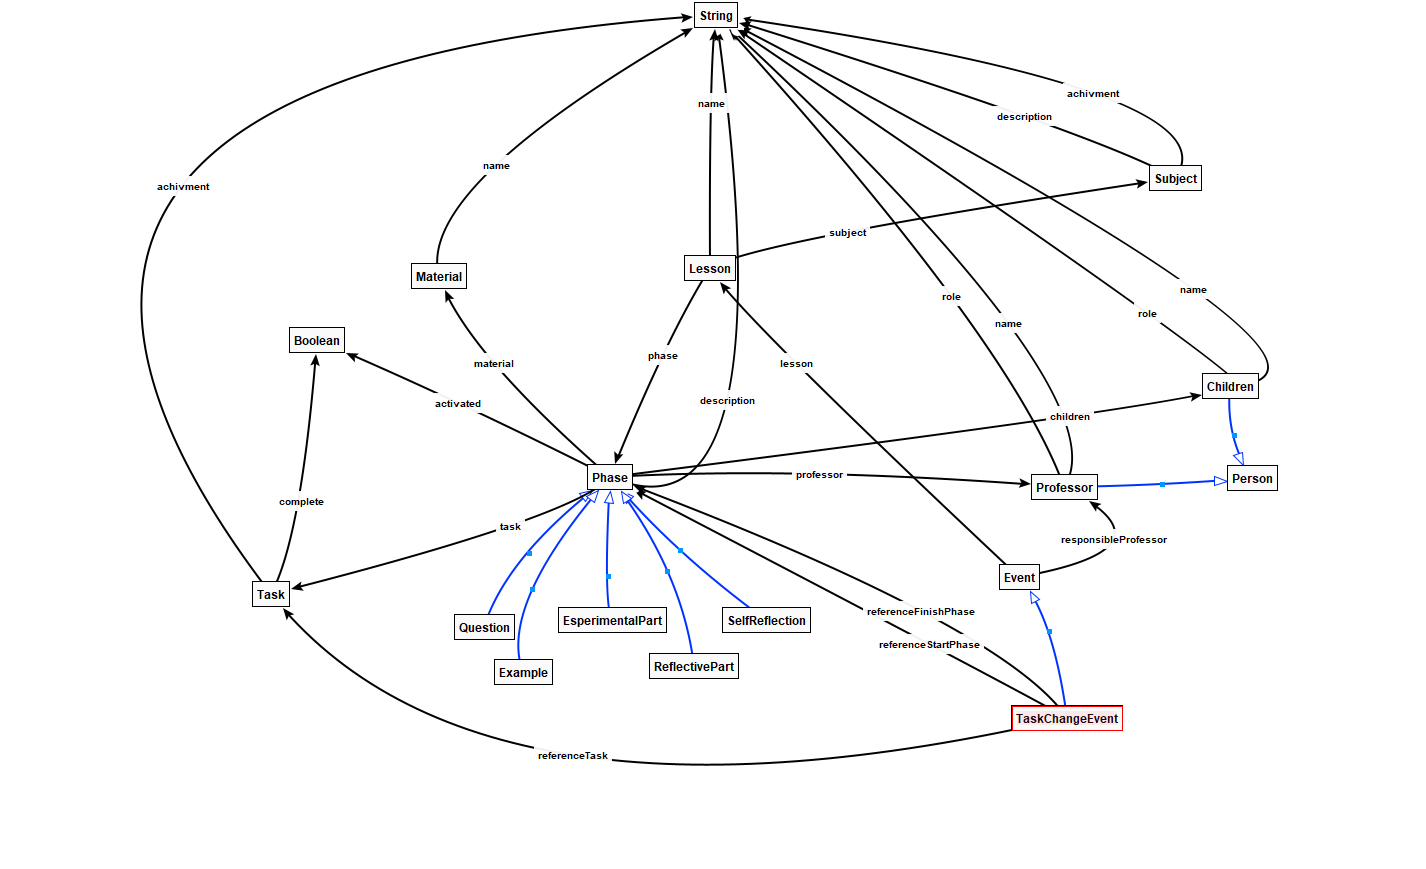 String
achivment
name
description
name
achivment
Subject
subject
Material
Lesson
name
role
role
name
Boolean
phase
material
lesson
Children
description
activated
children
Phase
professor
Professor
Person
complete
task
responsibleProfessor
Event
Task
referenceFinishPhase
EsperimentalPart
SelfReflection
Question
referenceStartPhase
ReflectivePart
Example
TaskChangeEvent
referenceTask